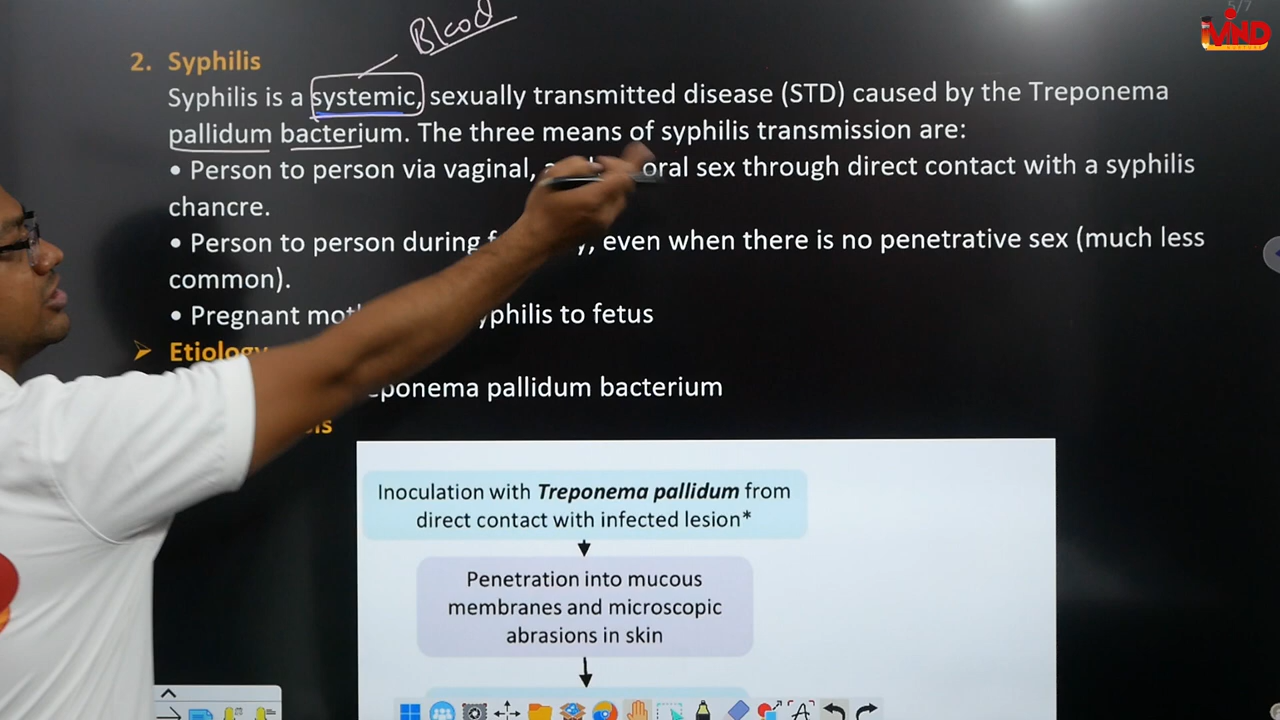 5/7
iMIND
Blood
2. Syphilis
Syphilis is a systemic, sexually transmitted disease (STD) caused by the Treponema
pallidum bacterium. The three means of syphilis transmission are:
• Person to person via vaginal, oral sex through direct contact with a syphilis
chancre.
• Person to person during even when there is no penetrative sex (much less
common).
• Pregnant to fetus
➤ Etiology
pallidum bacterium
Inoculation with Treponema pallidum from
direct contact with infected lesion*
Penetration into mucous
membranes and microscopic
abrasions in skin